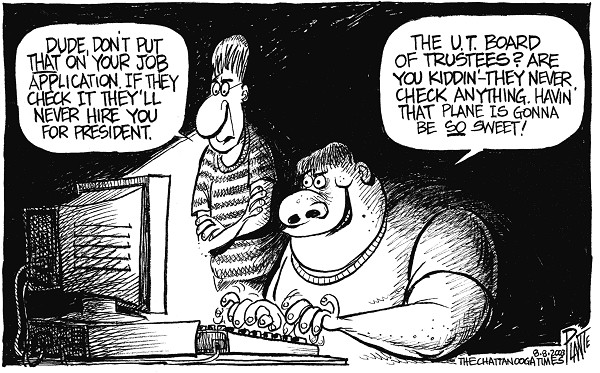 DUDE, DON'T PUT
THAT ON YOUR JOB
APPLICATION. IF THEY
CHECK IT THEY'LL
NEVER HIRE YOU
FOR PRESIDENT.
THE U.T. BOARD
OF TRUSTEES? ARE
YOU KIDDIN'–THEY NEVER
CHECK ANYTHING. HAVIN'
THAT PLANE IS GONNA
BE SO SWEET!
PLANTE
THE CHATTANOOGA TIMES